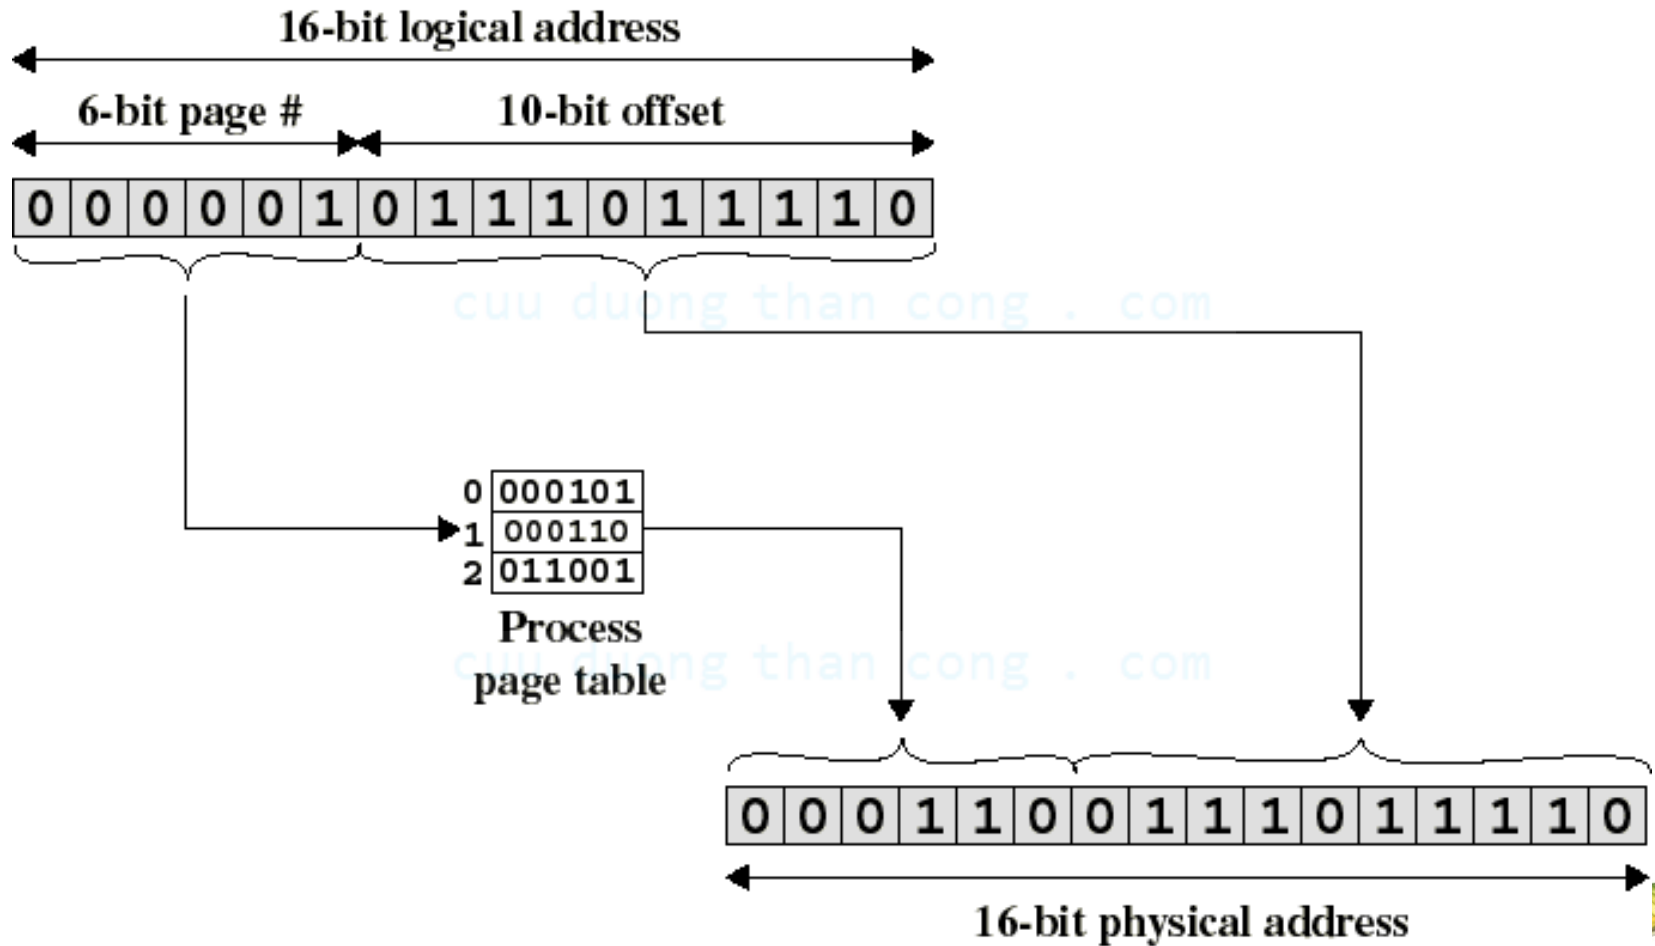 16-bit logical address
6-bit page # 10-bit offset
0 0 0 0 0 1 0 1 1 1 0 1 1 1 1 0
cuu duong than cong . com
0 000101
1 000110
2 011001
Process
page table
cuu duong than cong . com
0 0 0 1 1 0 0 1 1 1 0 1 1 1 1 0
16-bit physical address